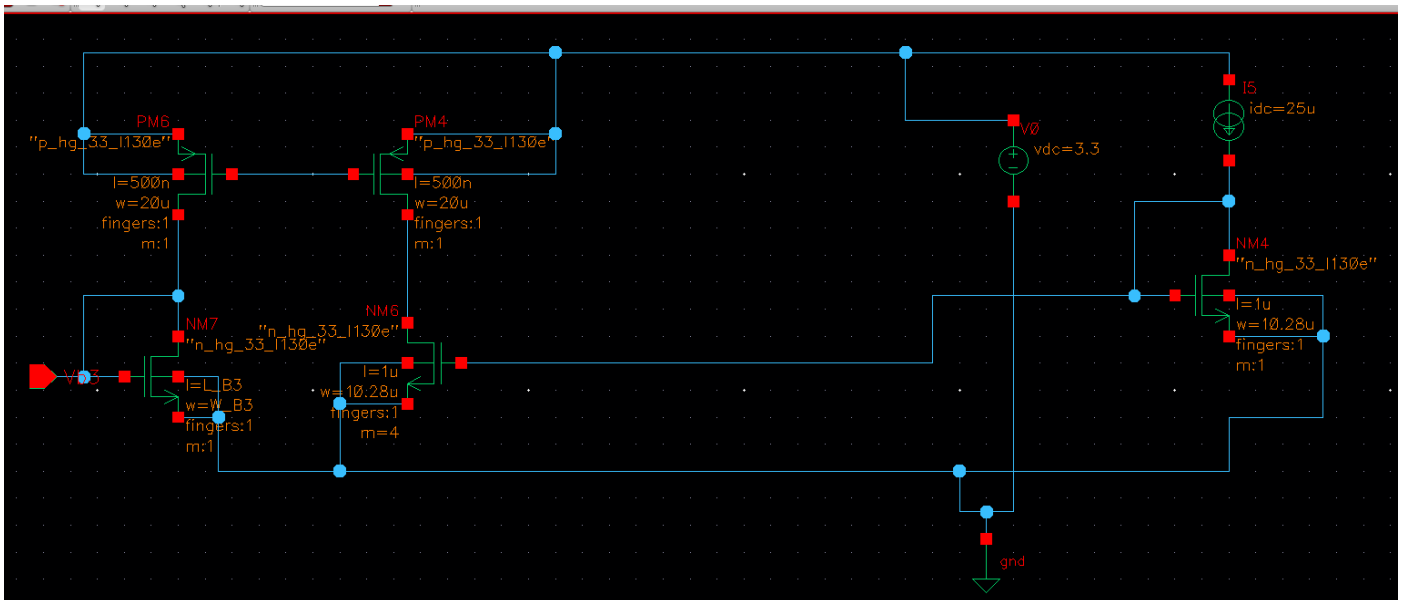 PM6
"p_hg_33_l130e"
l=500n
w=20u
fingers:1
m:1
PM4
"p_hg_33_l130e"
l=500n
w=20u
fingers:1
m:1
V0
vdc=3.3
I5
idc=25u
NM4
"n_hg_33_l130e"
l=1u
w=10.28u
fingers:1
m:1
NM7
"n_hg_33_l130e"
l=L_B3
w=W_B3
fingers:1
m:1
NM6
"n_hg_33_l130e"
l=1u
w=10.28u
fingers:1
m=4
gnd